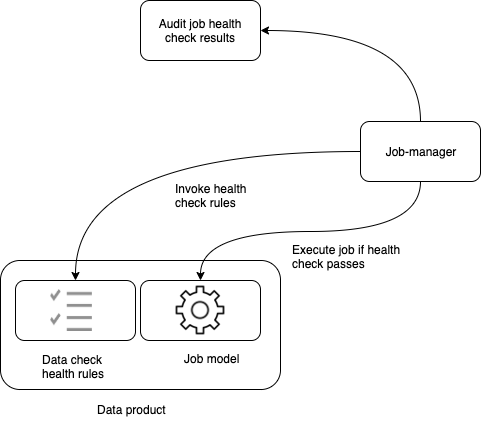 Audit job health
check results
Job-manager
Invoke health
check rules
Execute job if health
check passes
Data check
health rules
Job model
Data product